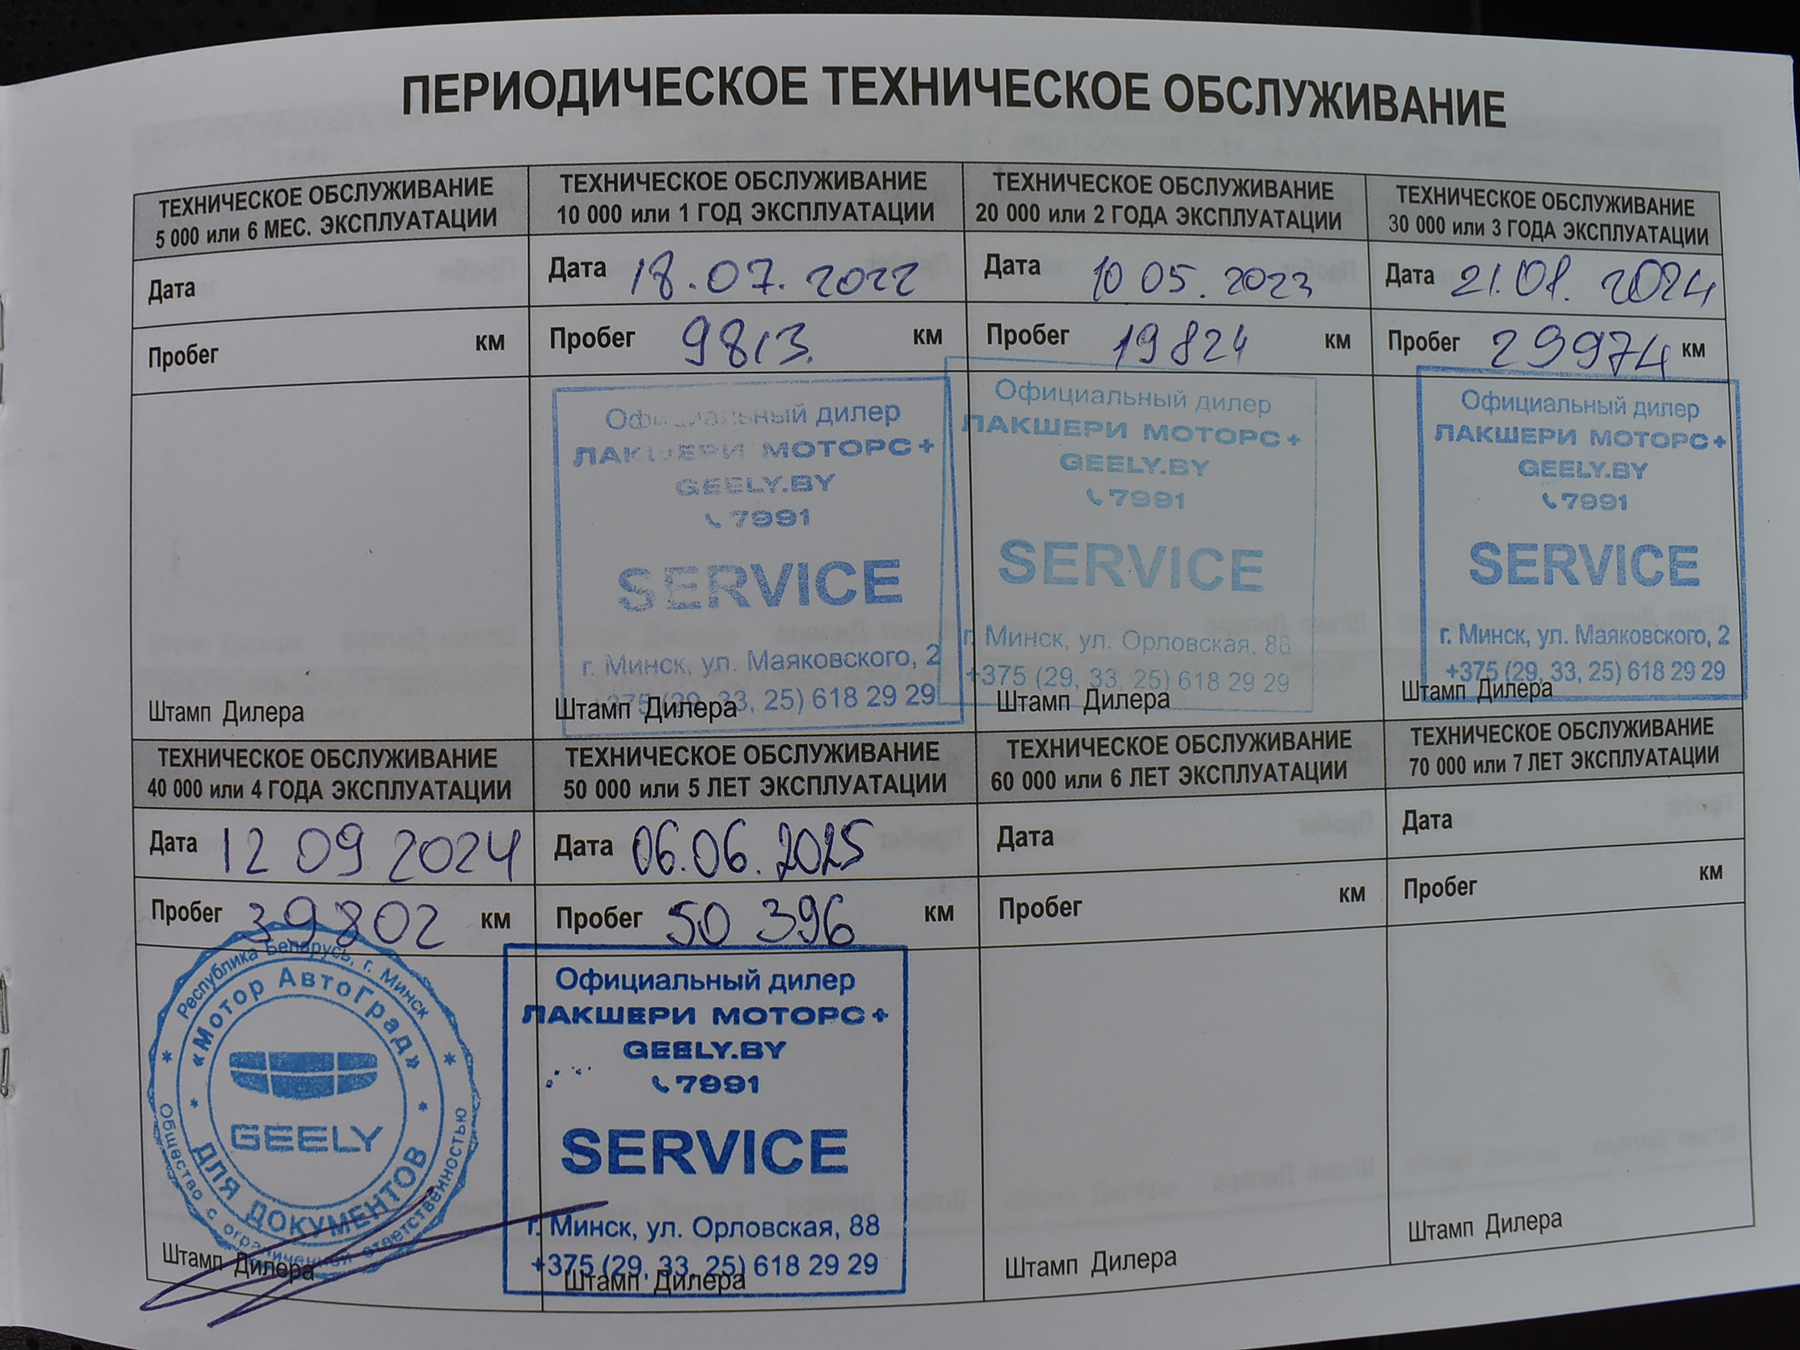 ПЕРИОДИЧЕСКОЕ ТЕХНИЧЕСКОЕ ОБСЛУЖИВАНИЕ
ТЕХНИЧЕСКОЕ ОБСЛУЖИВАНИЕ
5 000 или 6 МЕС. ЭКСПЛУАТАЦИИ
Дата
Пробег км
Штамп Дилера
ТЕХНИЧЕСКОЕ ОБСЛУЖИВАНИЕ
10 000 или 1 ГОД ЭКСПЛУАТАЦИИ
Дата 18.07.2022
Пробег 9813. км
Официальный дилер
ЛАКШЕРИ МОТОРС+
GEELY.BY
7991
SERVICE
г. Минск, ул. Маяковского, 2
+375 (29, 33, 25) 618 29 29
Штамп Дилера
ТЕХНИЧЕСКОЕ ОБСЛУЖИВАНИЕ
20 000 или 2 ГОДА ЭКСПЛУАТАЦИИ
Дата 10 05. 2023
Пробег 19824 км
Официальный дилер
ЛАКШЕРИ МОТОРС+
GEELY.BY
7991
SERVICE
г. Минск, ул. Орловская, 88
+375 (29, 33, 25) 618 29 29
Штамп Дилера
ТЕХНИЧЕСКОЕ ОБСЛУЖИВАНИЕ
30 000 или 3 ГОДА ЭКСПЛУАТАЦИИ
Дата 21.01. 2024
Пробег 29974 км
Официальный дилер
ЛАКШЕРИ МОТОРС+
GEELY.BY
7991
SERVICE
г. Минск, ул. Маяковского, 2
+375 (29, 33, 25) 618 29 29
Штамп Дилера
ТЕХНИЧЕСКОЕ ОБСЛУЖИВАНИЕ
40 000 или 4 ГОДА ЭКСПЛУАТАЦИИ
Дата 12 09 2024
Пробег 39802 км
Республика Беларусь, г. Минск
«Мотор АвтоГрад»
GEELY
ДЛЯ ДОКУМЕНТОВ
Общество с ограниченной ответственностью
Штамп Дилера
ТЕХНИЧЕСКОЕ ОБСЛУЖИВАНИЕ
50 000 или 5 ЛЕТ ЭКСПЛУАТАЦИИ
Дата 06.06.2025
Пробег 50 396 км
Официальный дилер
ЛАКШЕРИ МОТОРС+
GEELY.BY
7991
SERVICE
г. Минск, ул. Орловская, 88
+375 (29, 33, 25) 618 29 29
Штамп Дилера
ТЕХНИЧЕСКОЕ ОБСЛУЖИВАНИЕ
60 000 или 6 ЛЕТ ЭКСПЛУАТАЦИИ
Дата
Пробег км
Штамп Дилера
ТЕХНИЧЕСКОЕ ОБСЛУЖИВАНИЕ
70 000 или 7 ЛЕТ ЭКСПЛУАТАЦИИ
Дата
Пробег км
Штамп Дилера